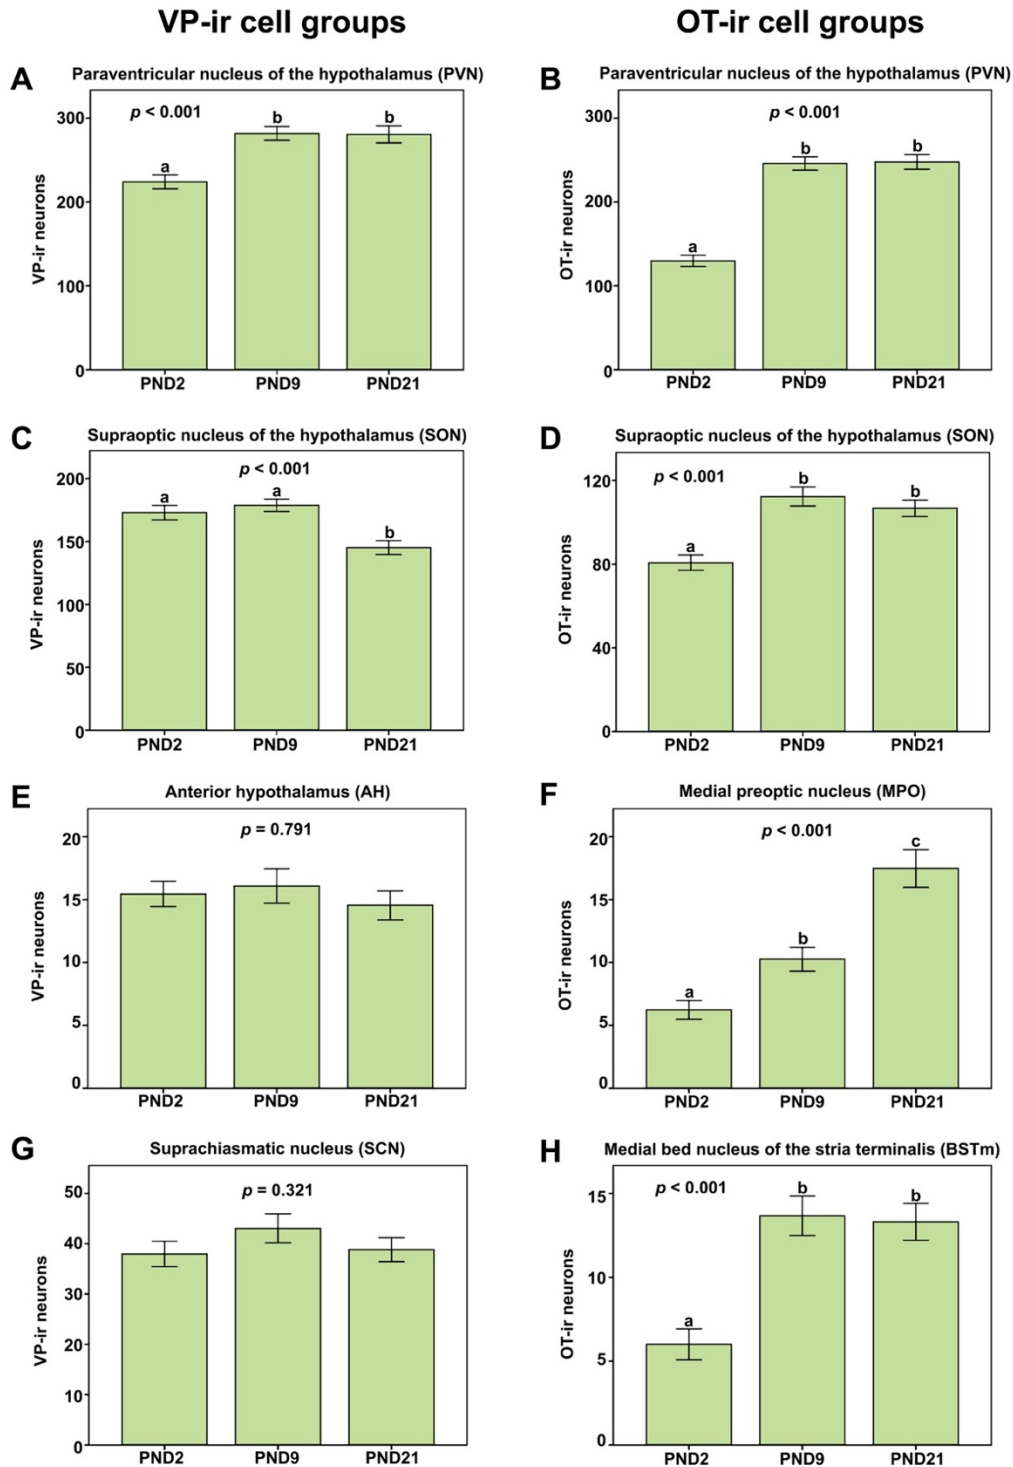 VP-ir cell groups
OT-ir cell groups
A
Paraventricular nucleus of the hypothalamus (PVN)
p < 0.001
VP-ir neurons
300
200
100
0
a
b
b
PND2
PND9
PND21
B
Paraventricular nucleus of the hypothalamus (PVN)
p < 0.001
OT-ir neurons
300
200
100
0
a
b
b
PND2
PND9
PND21
C
Supraoptic nucleus of the hypothalamus (SON)
p < 0.001
VP-ir neurons
200
150
100
50
0
a
a
b
PND2
PND9
PND21
D
Supraoptic nucleus of the hypothalamus (SON)
p < 0.001
OT-ir neurons
120
80
40
0
a
b
b
PND2
PND9
PND21
E
Anterior hypothalamus (AH)
p = 0.791
VP-ir neurons
20
15
10
5
0
PND2
PND9
PND21
F
Medial preoptic nucleus (MPO)
p < 0.001
OT-ir neurons
20
15
10
5
0
a
b
c
PND2
PND9
PND21
G
Suprachiasmatic nucleus (SCN)
p = 0.321
VP-ir neurons
50
40
30
20
10
0
PND2
PND9
PND21
H
Medial bed nucleus of the stria terminalis (BSTm)
p < 0.001
OT-ir neurons
15
10
5
0
a
b
b
PND2
PND9
PND21